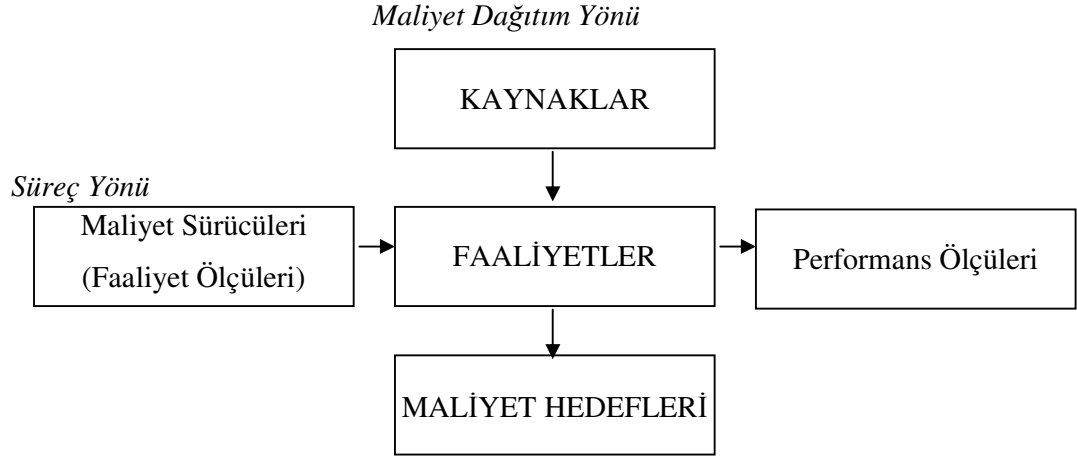 Maliyet Dağıtım Yönü
KAYNAKLAR
Süreç Yönü
Maliyet Sürücüleri
(Faaliyet Ölçüleri)
FAALİYETLER
Performans Ölçüleri
MALİYET HEDEFLERİ